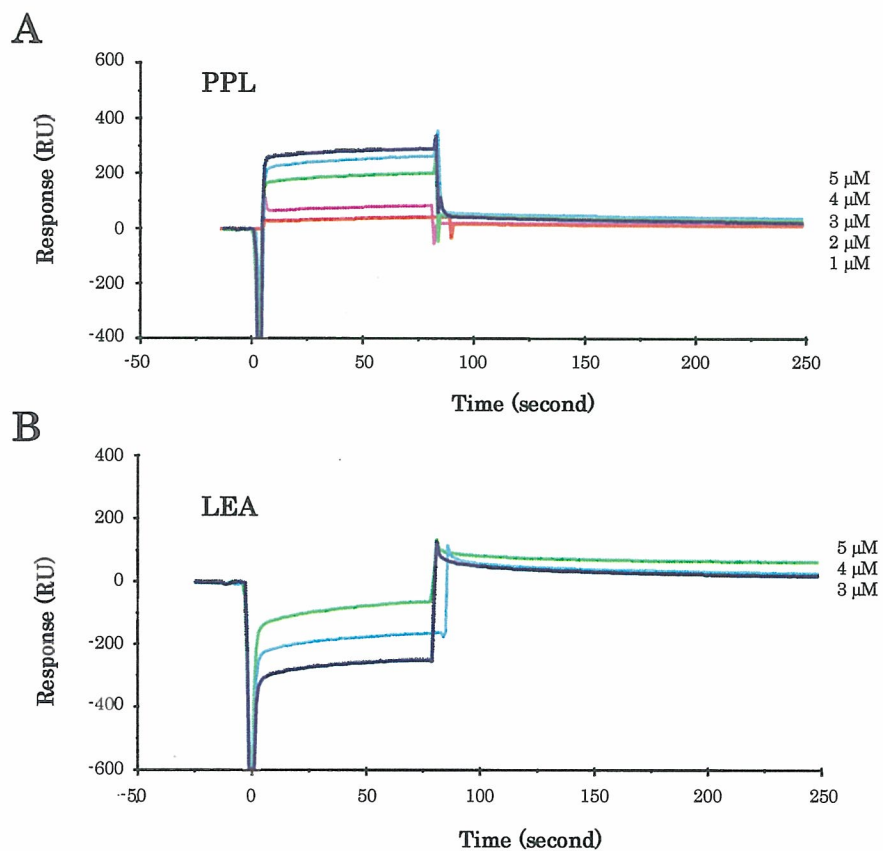 A
600
400
200
0
-200
-400
PPL
Response (RU)
-50
0
50
100
150
200
250
Time (second)
5 µM
4 µM
3 µM
2 µM
1 µM
B
400
200
0
-200
-400
-600
LEA
Response (RU)
-50
0
50
100
150
200
250
Time (second)
5 µM
4 µM
3 µM